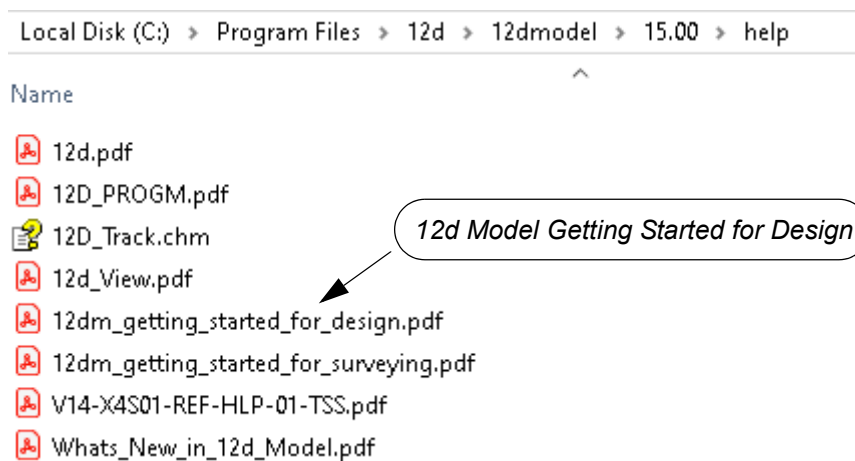 Local Disk (C:) > Program Files > 12d > 12dmodel > 15.00 > help
Name
12d.pdf
12D_PROGM.pdf
12D_Track.chm
12d Model Getting Started for Design
12d_View.pdf
12dm_getting_started_for_design.pdf
12dm_getting_started_for_surveying.pdf
V14-X4S01-REF-HLP-01-TSS.pdf
Whats_New_in_12d_Model.pdf